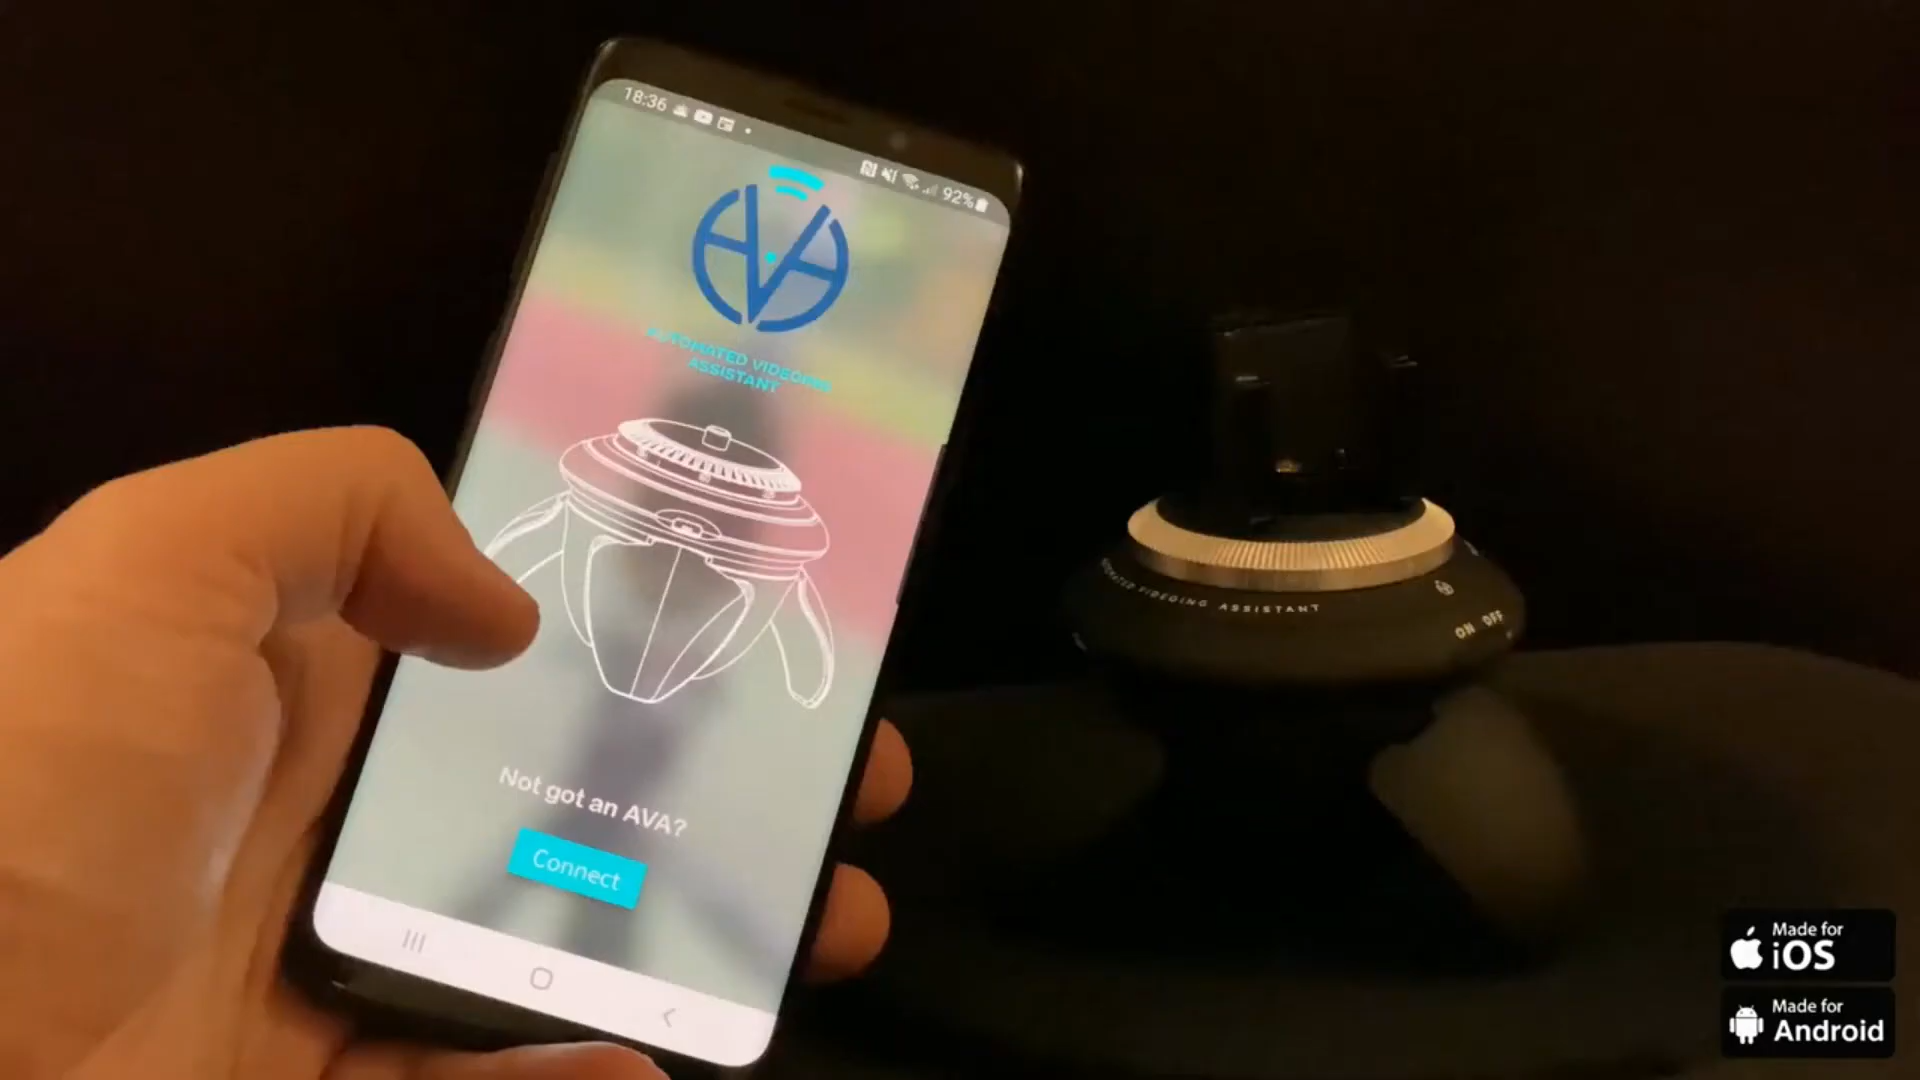 18:36
92%
AVA
AUTOMATED VIDEOING
ASSISTANT
Not got an AVA?
Connect
VIDEOING ASSISTANT
ON OFF
Made for
iOS
Made for
Android